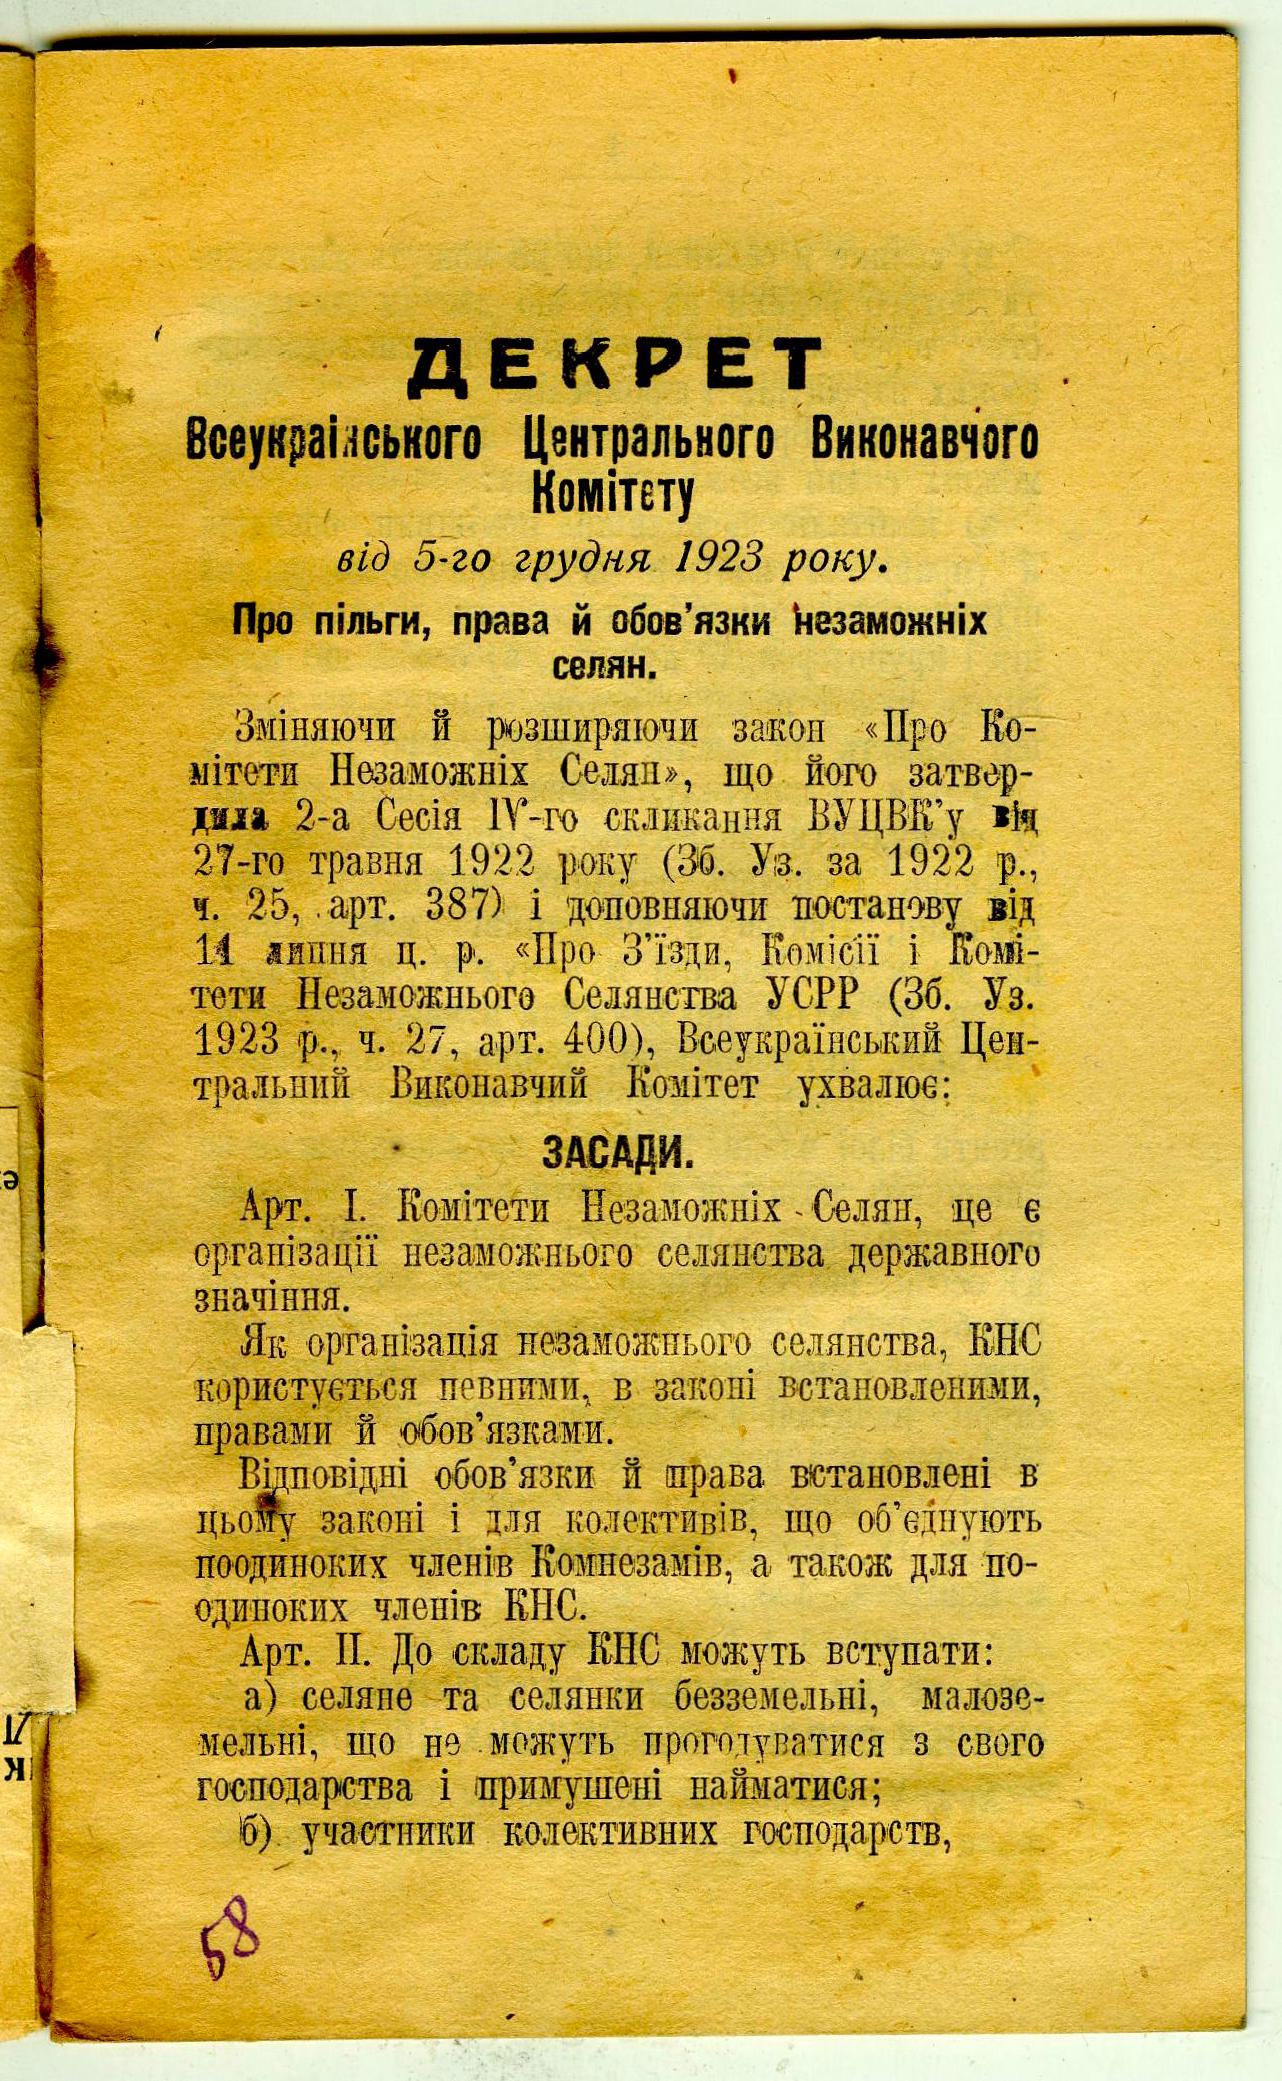 ДЕКРЕТ
Всеукраінського Центрального Виконавчого
Комітету
від 5-го грудня 1923 року.
Про пільги, права й обов’язки незаможніх
селян.
Зміняючи й розширяючи закон «Про Ко-
мітети Незаможніх Селян», що його затвер-
дила 2-а Сесія ІV-го скликання ВУЦВК’у від
27-го травня 1922 року (Зб. Уз. за 1922 р.,
ч. 25, арт. 387) і доповняючи постанову від
11 липня ц. р. «Про З’їзди, Комісії і Комі-
тети Незаможнього Селянства УСРР (Зб. Уз.
1923 р., ч. 27, арт. 400), Всеукраїнський Цен-
тральний Виконавчий Комітет ухвалює:
ЗАСАДИ.
Арт. І. Комітети Незаможніх Селян, це є
організації незаможнього селянства державного
значіння.
Як організація незаможнього селянства, КНС
користується певними, в законі встановленими,
правами й обов’язками.
Відповідні обов’язки й права встановлені в
цьому законі і для колективів, що об’єднують
поодиноких членів Комнезамів, а також для по-
одиноких членів КНС.
Арт. ІІ. До складу КНС можуть вступати:
а) селяне та селянки безземельні, малозе-
мельні, що не можуть прогодуватися з свого
господарства і примушені найматися;
б) участники колективних господарств,
58